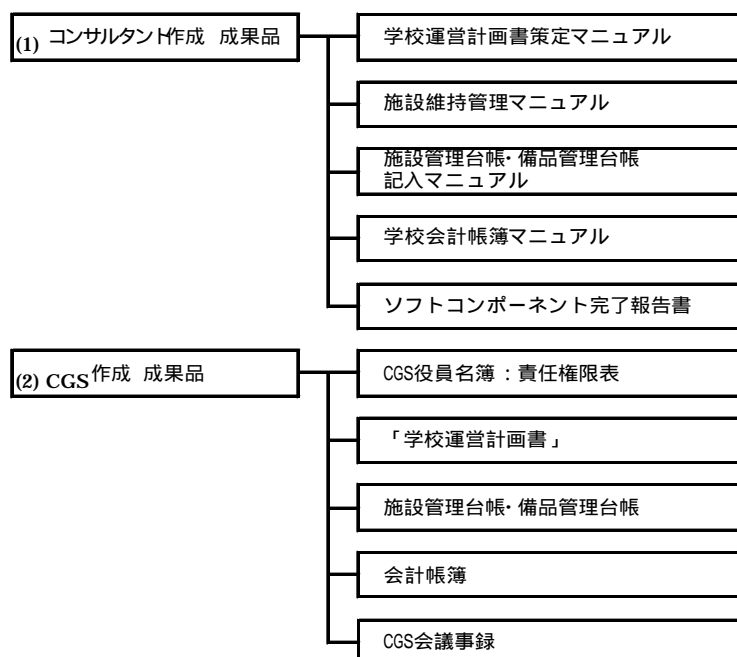 (1) コンサルタント作成 成果品
学校運営計画書策定マニュアル
施設維持管理マニュアル
施設管理台帳・備品管理台帳
記入マニュアル
学校会計帳簿マニュアル
ソフトコンポーネント完了報告書
(2) CGS作成 成果品
CGS役員名簿：責任権限表
「学校運営計画書」
施設管理台帳・備品管理台帳
会計帳簿
CGS会議事録